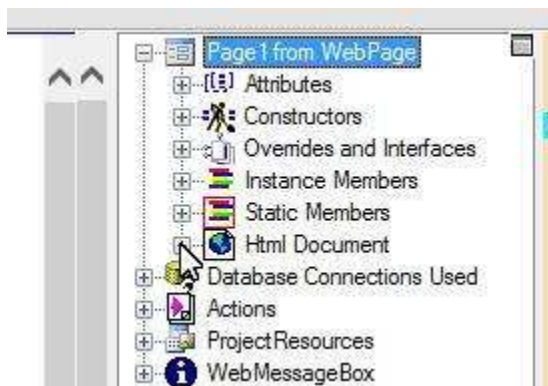 Page1 from WebPage
Attributes
Constructors
Overrides and Interfaces
Instance Members
Static Members
Html Document
Database Connections Used
Actions
ProjectResources
WebMessageBox